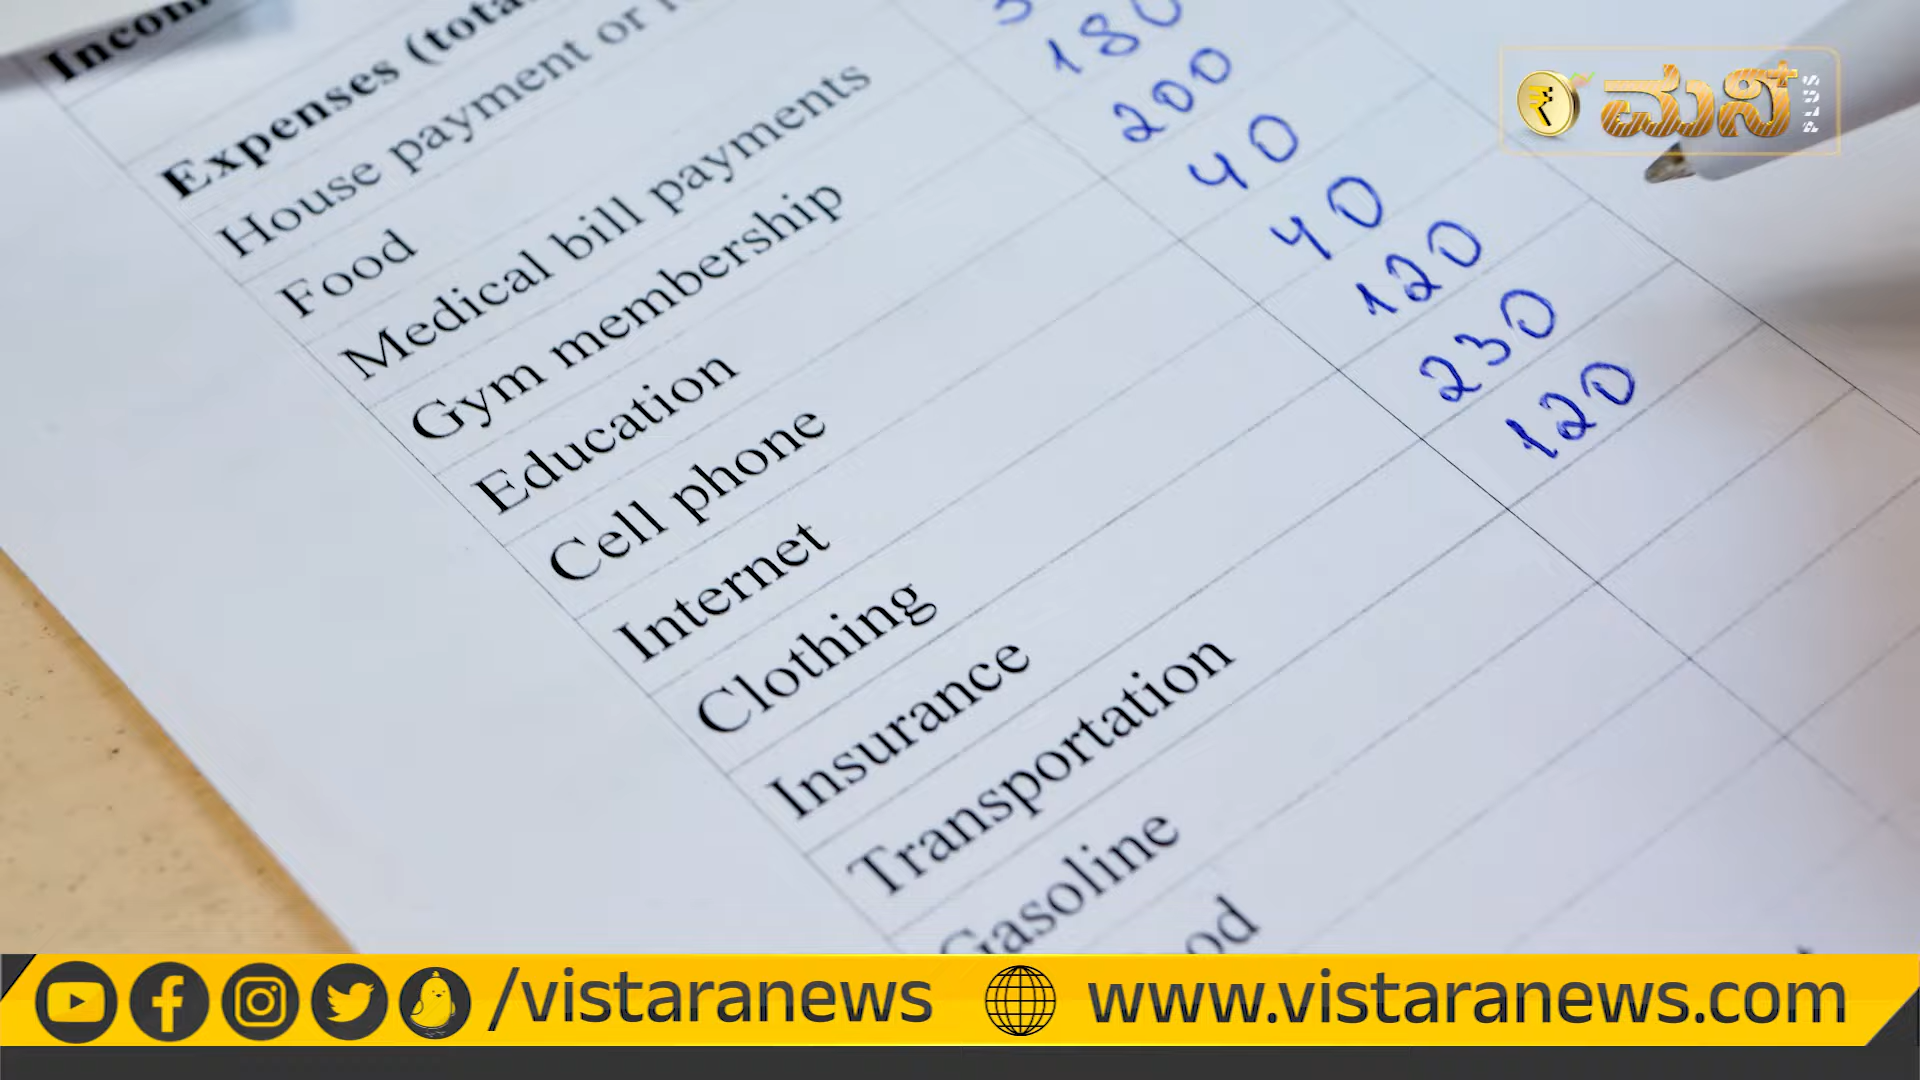 Expenses
House payment or
Food
Medical bill payments
Gym membership
Education
Cell phone
Internet
Clothing
Insurance
Transportation
Gasoline
180
200
40
40
120
230
120
ಮನಿ+ PLUS
/vistaranews www.vistaranews.com